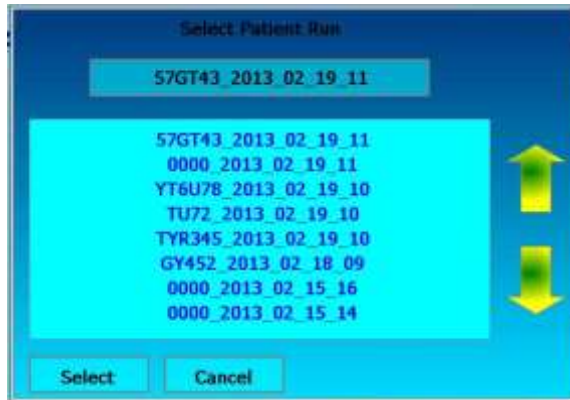 Select Patient Run
57GT43_2013_02_19_11
57GT43_2013_02_19_11
0000_2013_02_19_11
YT6U78_2013_02_19_10
TU72_2013_02_19_10
TYR345_2013_02_19_10
GY452_2013_02_18_09
0000_2013_02_15_16
0000_2013_02_15_14
Select
Cancel